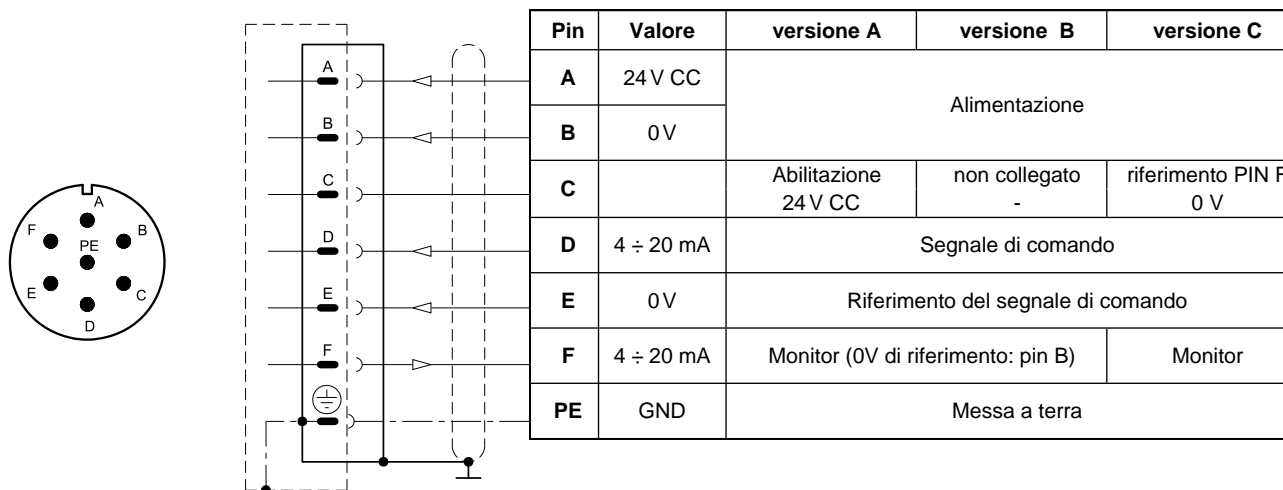 A
B
C
D
E
F
PE
A
B
C
D
E
F
Pin Valore versione A versione B versione C
A 24 V CC Alimentazione
B 0 V
C Abilitazione 24 V CC non collegato - riferimento PIN F 0 V
D 4 ÷ 20 mA Segnale di comando
E 0 V Riferimento del segnale di comando
F 4 ÷ 20 mA Monitor (0V di riferimento: pin B) Monitor
PE GND Messa a terra